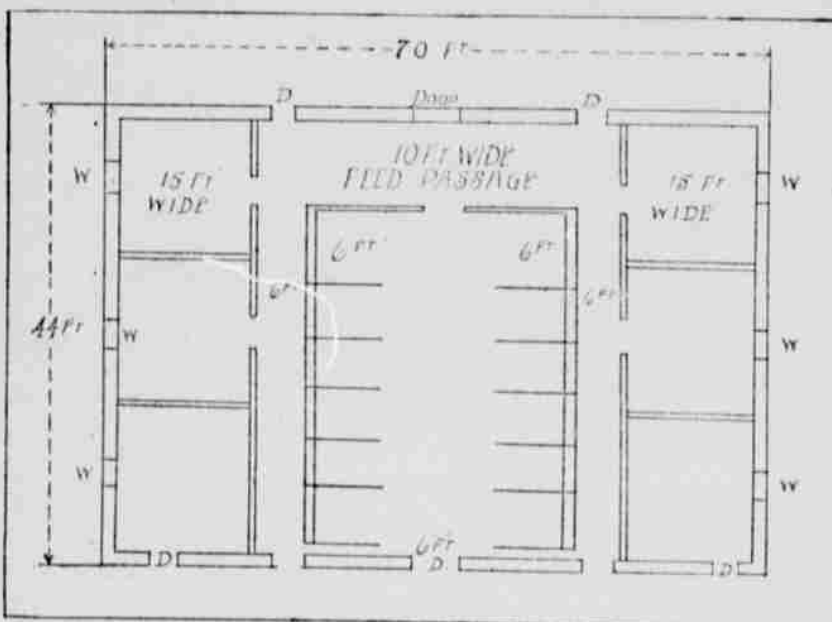 70 Ft
D Door D
10 Ft WIDE
FEED PASSAGE
W 15 Ft
WIDE
15 Ft
WIDE W
6 Ft 6 Ft
6 Ft 6 Ft
44 Ft W W
W W
6 Ft
D D D